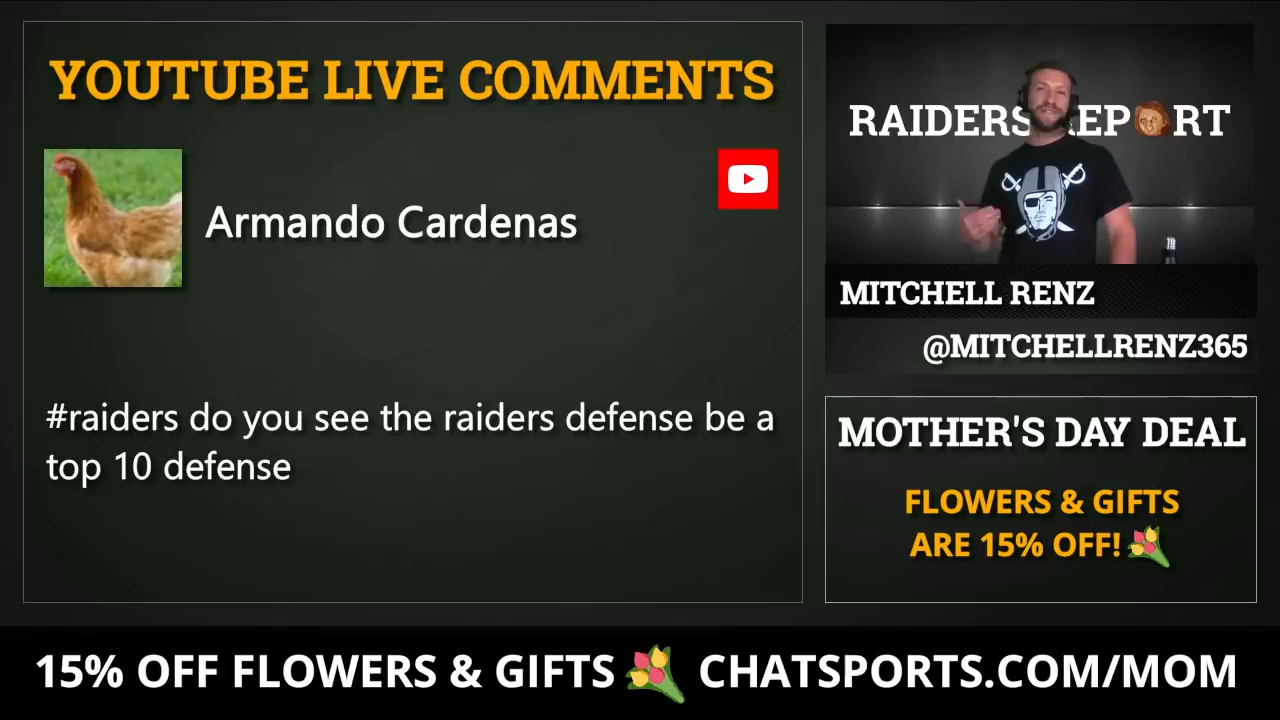 YOUTUBE LIVE COMMENTS
Armando Cardenas
#raiders do you see the raiders defense be a
top 10 defense
RAIDERS REPORT
MITCHELL RENZ
@MITCHELLRENZ365
MOTHER'S DAY DEAL
FLOWERS & GIFTS
ARE 15% OFF!
15% OFF FLOWERS & GIFTS CHATSPORTS.COM/MOM